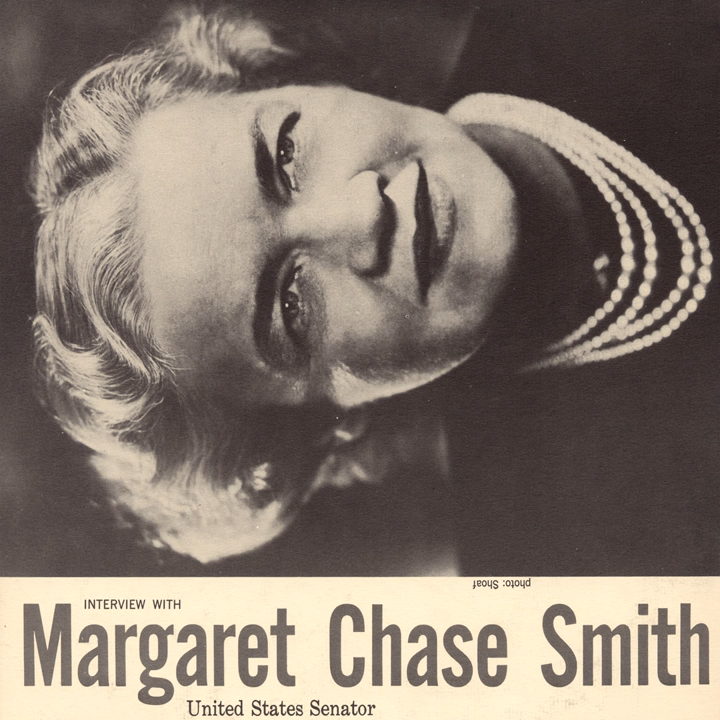 photo: Shoaf
INTERVIEW WITH
Margaret Chase Smith
United States Senator